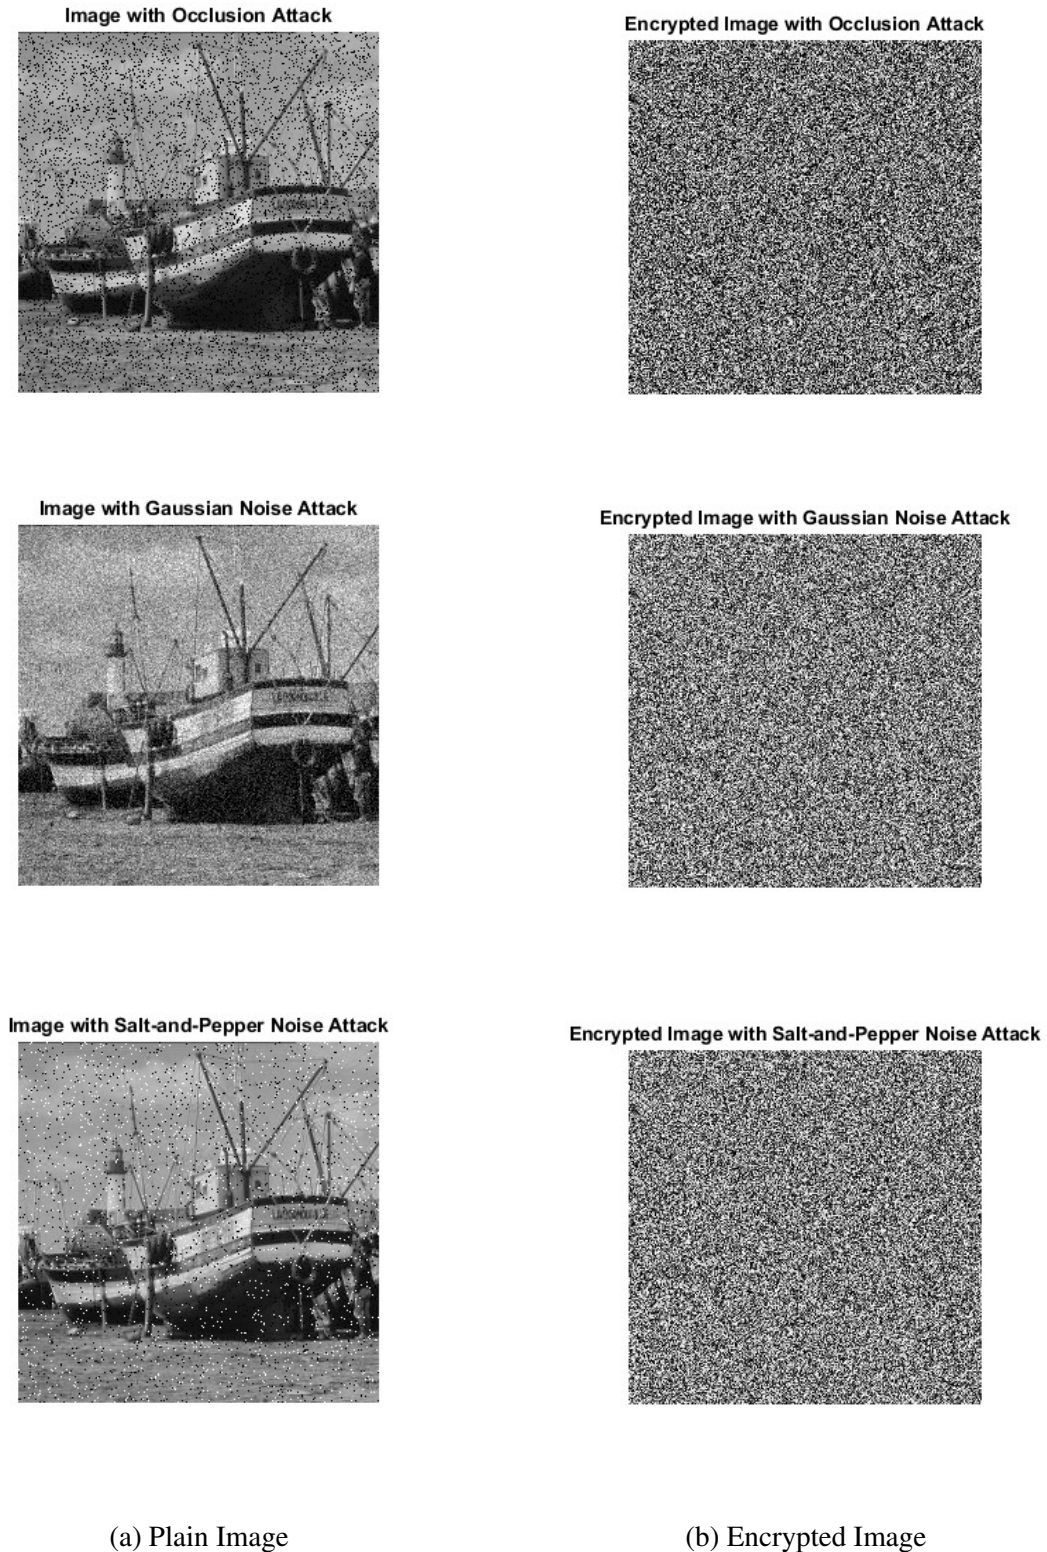 Image with Occlusion Attack
Encrypted Image with Occlusion Attack
Image with Gaussian Noise Attack
Encrypted Image with Gaussian Noise Attack
Image with Salt-and-Pepper Noise Attack
Encrypted Image with Salt-and-Pepper Noise Attack
(a) Plain Image
(b) Encrypted Image